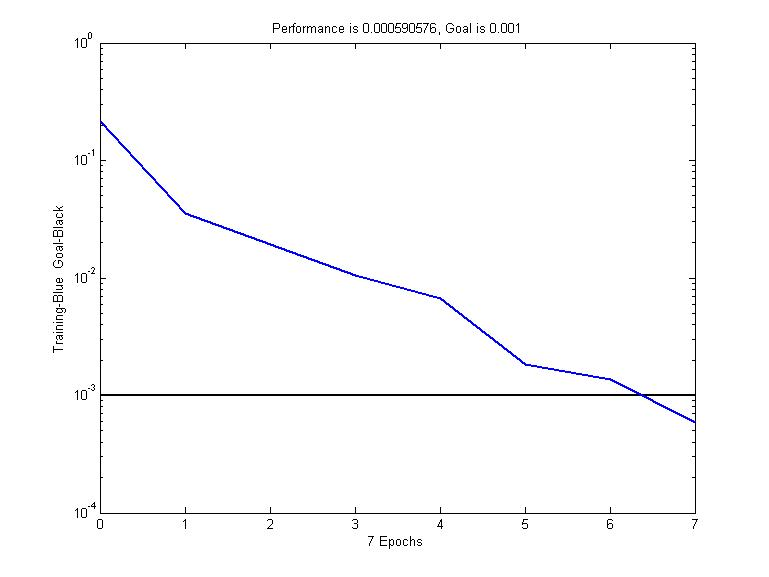 Performance is 0.000590576, Goal is 0.001
10^0
10^-1
10^-2
10^-3
10^-4
Training-Blue Goal-Black
0 1 2 3 4 5 6 7
7 Epochs